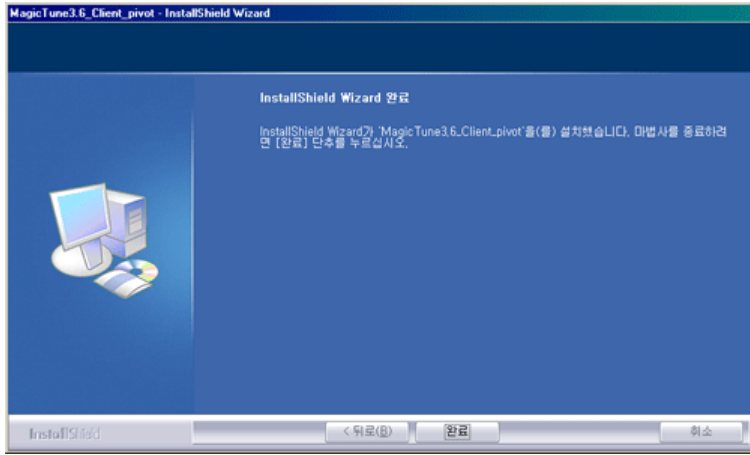 MagicTune3.6_Client_pivot - InstallShield Wizard
InstallShield Wizard 완료
InstallShield Wizard가 'MagicTune3.6_Client_pivot'을(를) 설치했습니다. 마법사를 종료하려
면 [완료] 단추를 누르십시오.
InstallShield
< 뒤로(B)
완료
취소